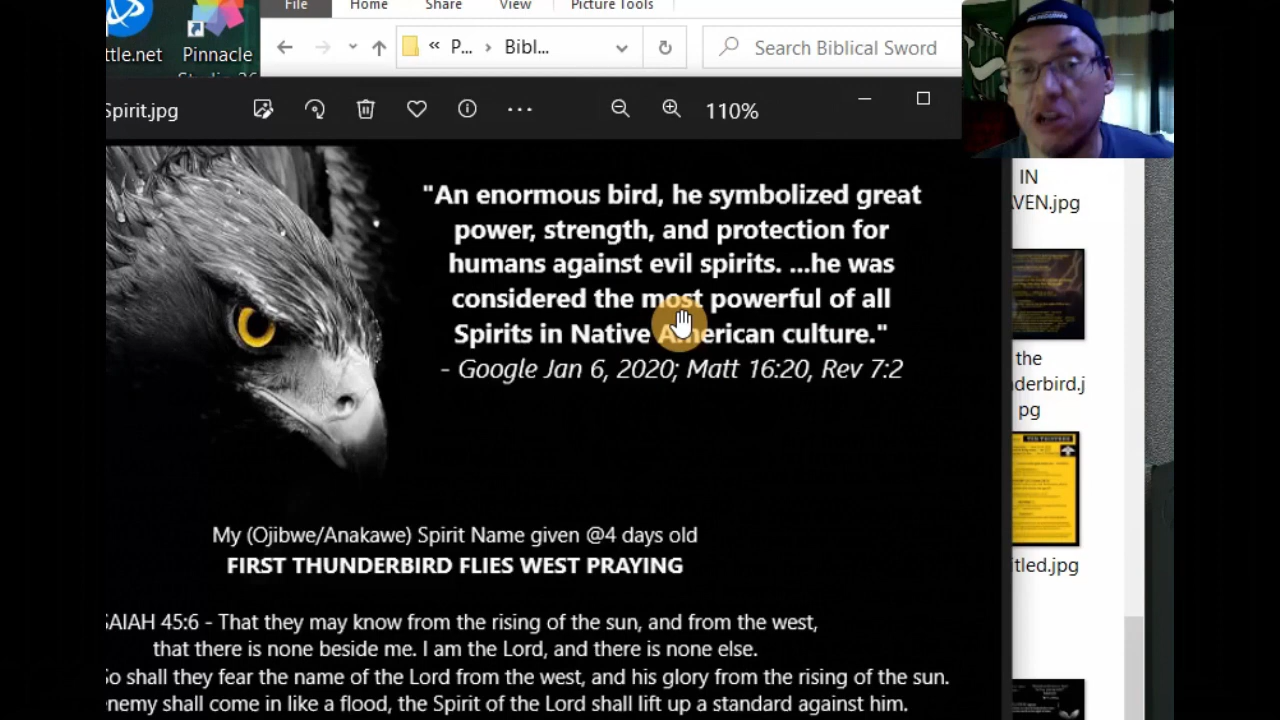 File Home Share View Picture Tools
ttle.net Pinnacle
« P... › Bibl... Search Biblical Sword
Spirit.jpg 110%
"An enormous bird, he symbolized great
power, strength, and protection for
humans against evil spirits. ...he was
considered the most powerful of all
Spirits in Native American culture."
- Google Jan 6, 2020; Matt 16:20, Rev 7:2
My (Ojibwe/Anakawe) Spirit Name given @4 days old
FIRST THUNDERBIRD FLIES WEST PRAYING
SAIAH 45:6 - That they may know from the rising of the sun, and from the west,
that there is none beside me. I am the Lord, and there is none else.
So shall they fear the name of the Lord from the west, and his glory from the rising of the sun.
enemy shall come in like a flood, the Spirit of the Lord shall lift up a standard against him.
IN
AVEN.jpg
the
nderbird.j
pg
itled.jpg